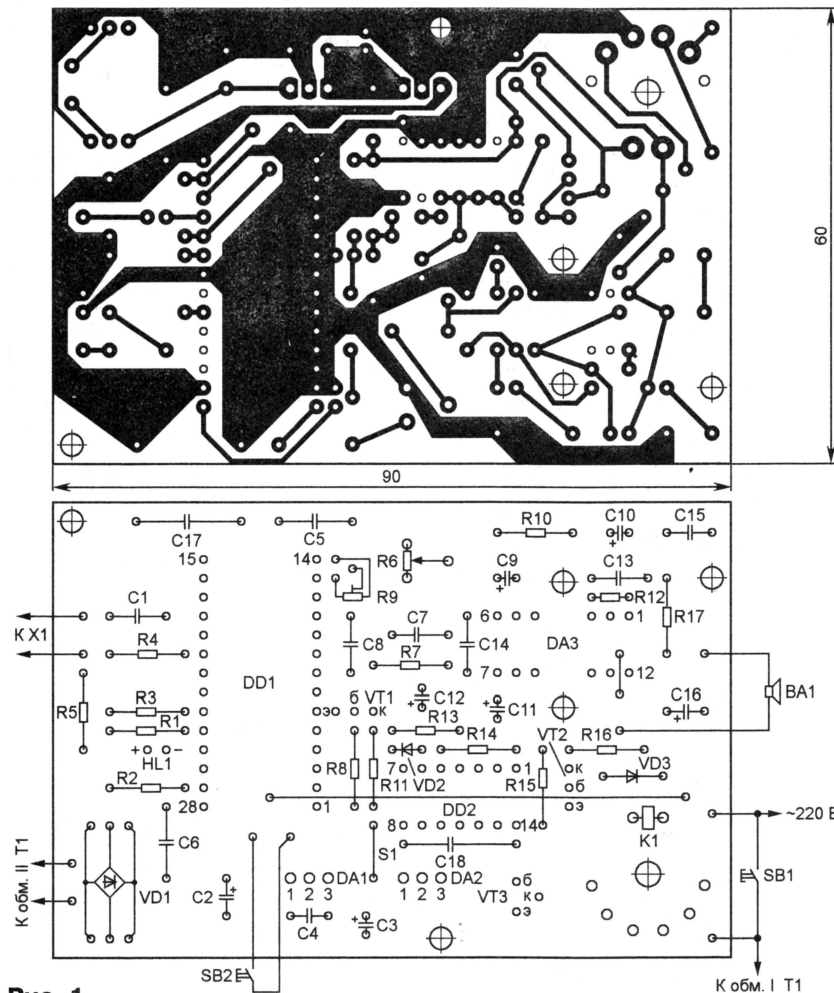 60
90
C17
C5
R10
C10
+
C15
15
14
R6
C9
+
C13
R9
R12
C1
6
1
R17
К X1
C8
C7
C14
DA3
R4
R7
7
12
DD1
C12
+
C11
+
BA1
R5
R3
б VT1
э к
R13
C16
+
R1
VT2
+ HL1 −
R14
R16
R8
R11
7
VD2
1
R15
к
б
э
VD3
R2
28
1
DD2
~220 В
C6
8
14
K1
S1
C18
SB1
К обм. II T1
VD1
C2
+
DA1
1 2 3
DA2
1 2 3
VT3
б
к
э
C4
C3
+
SB2
К обм. I T1
Рис. 1